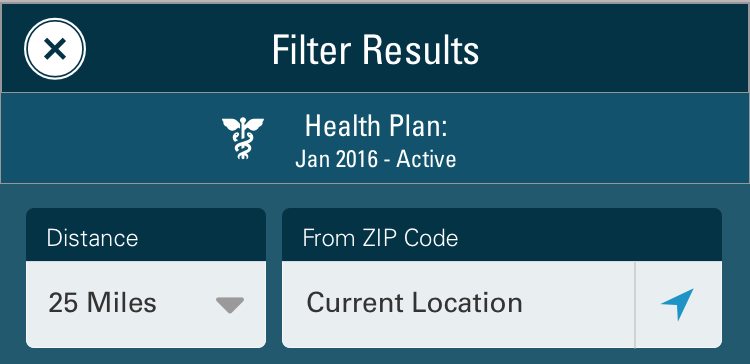 Filter Results
Health Plan:
Jan 2016 - Active
Distance
From ZIP Code
25 Miles
Current Location